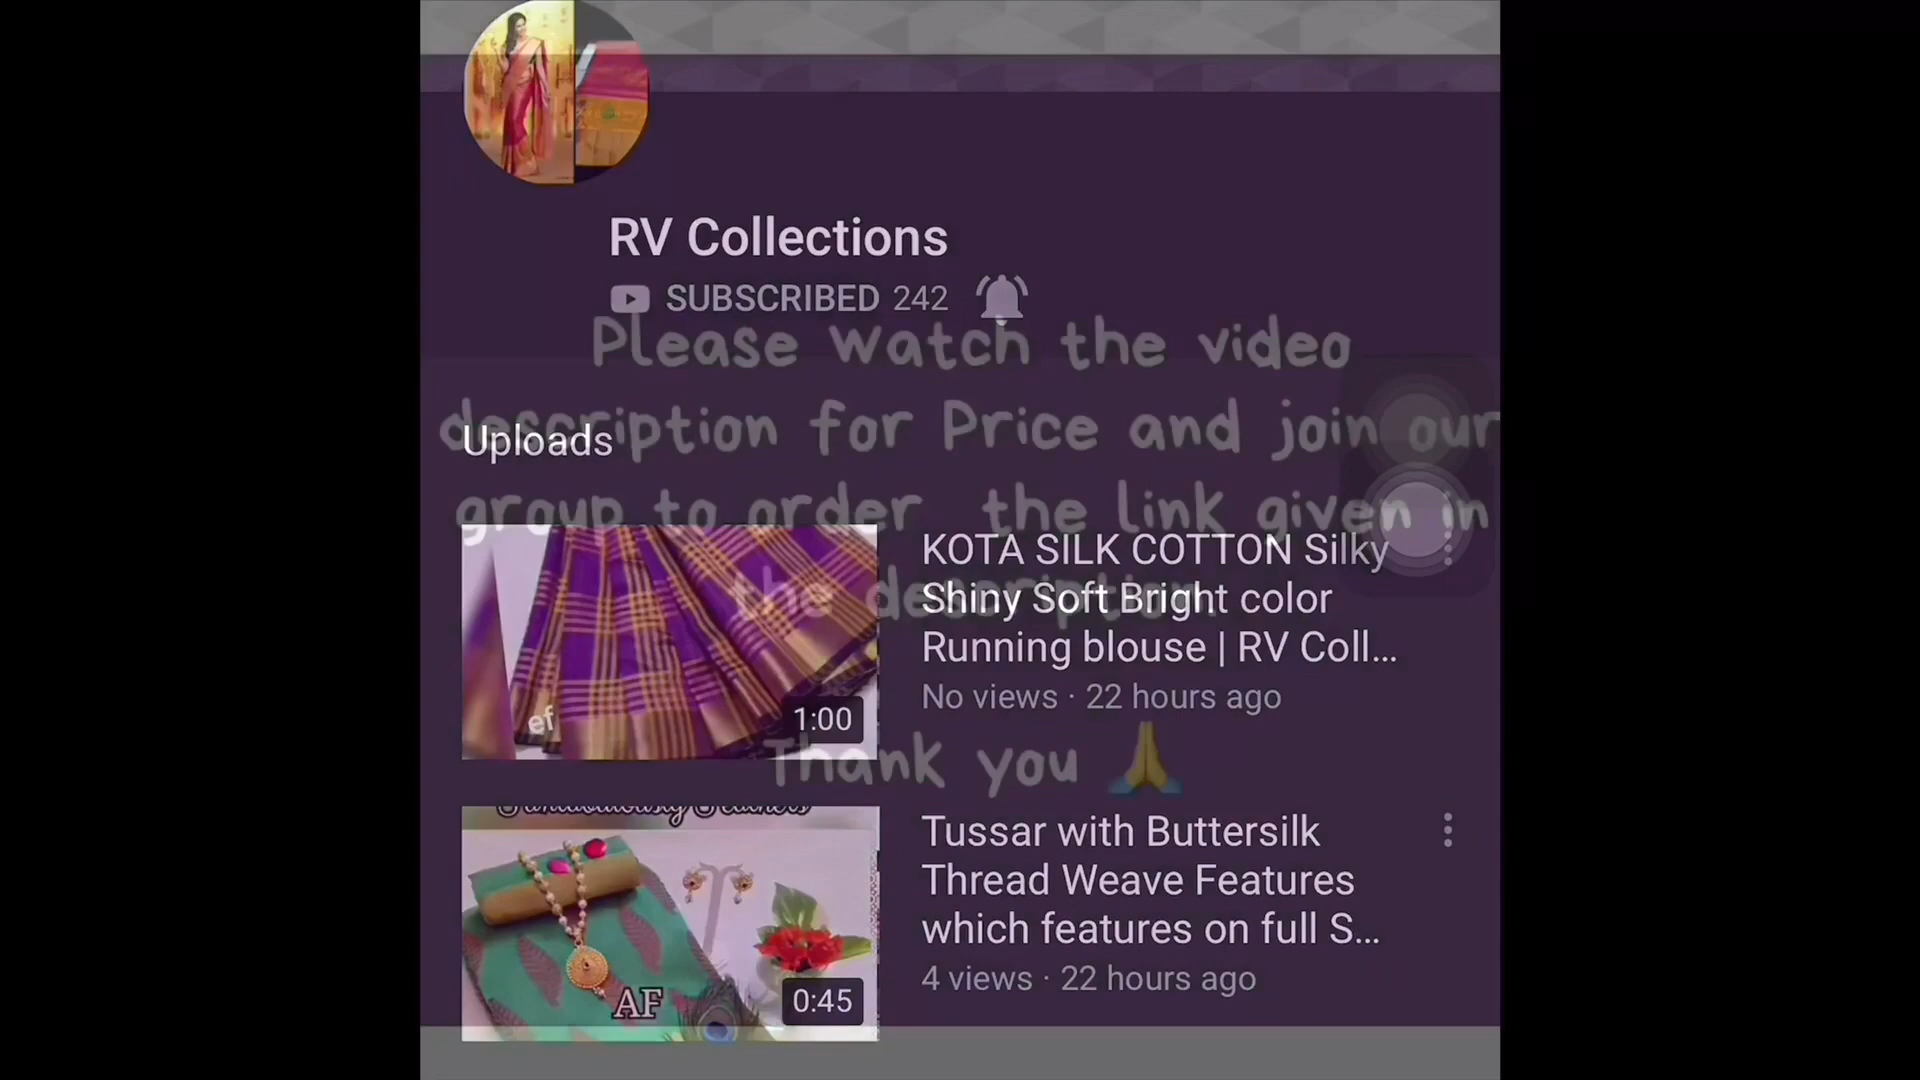 RV Collections
SUBSCRIBED 242
Please watch the video
description for Price and join our
group to order the link given in
the description.
Thank you 🙏
Uploads
KOTA SILK COTTON Silky
Shiny Soft Bright color
Running blouse | RV Coll...
No views · 22 hours ago
ef
1:00
Tussar with Buttersilk
Thread Weave Features
which features on full S...
4 views · 22 hours ago
AF
0:45